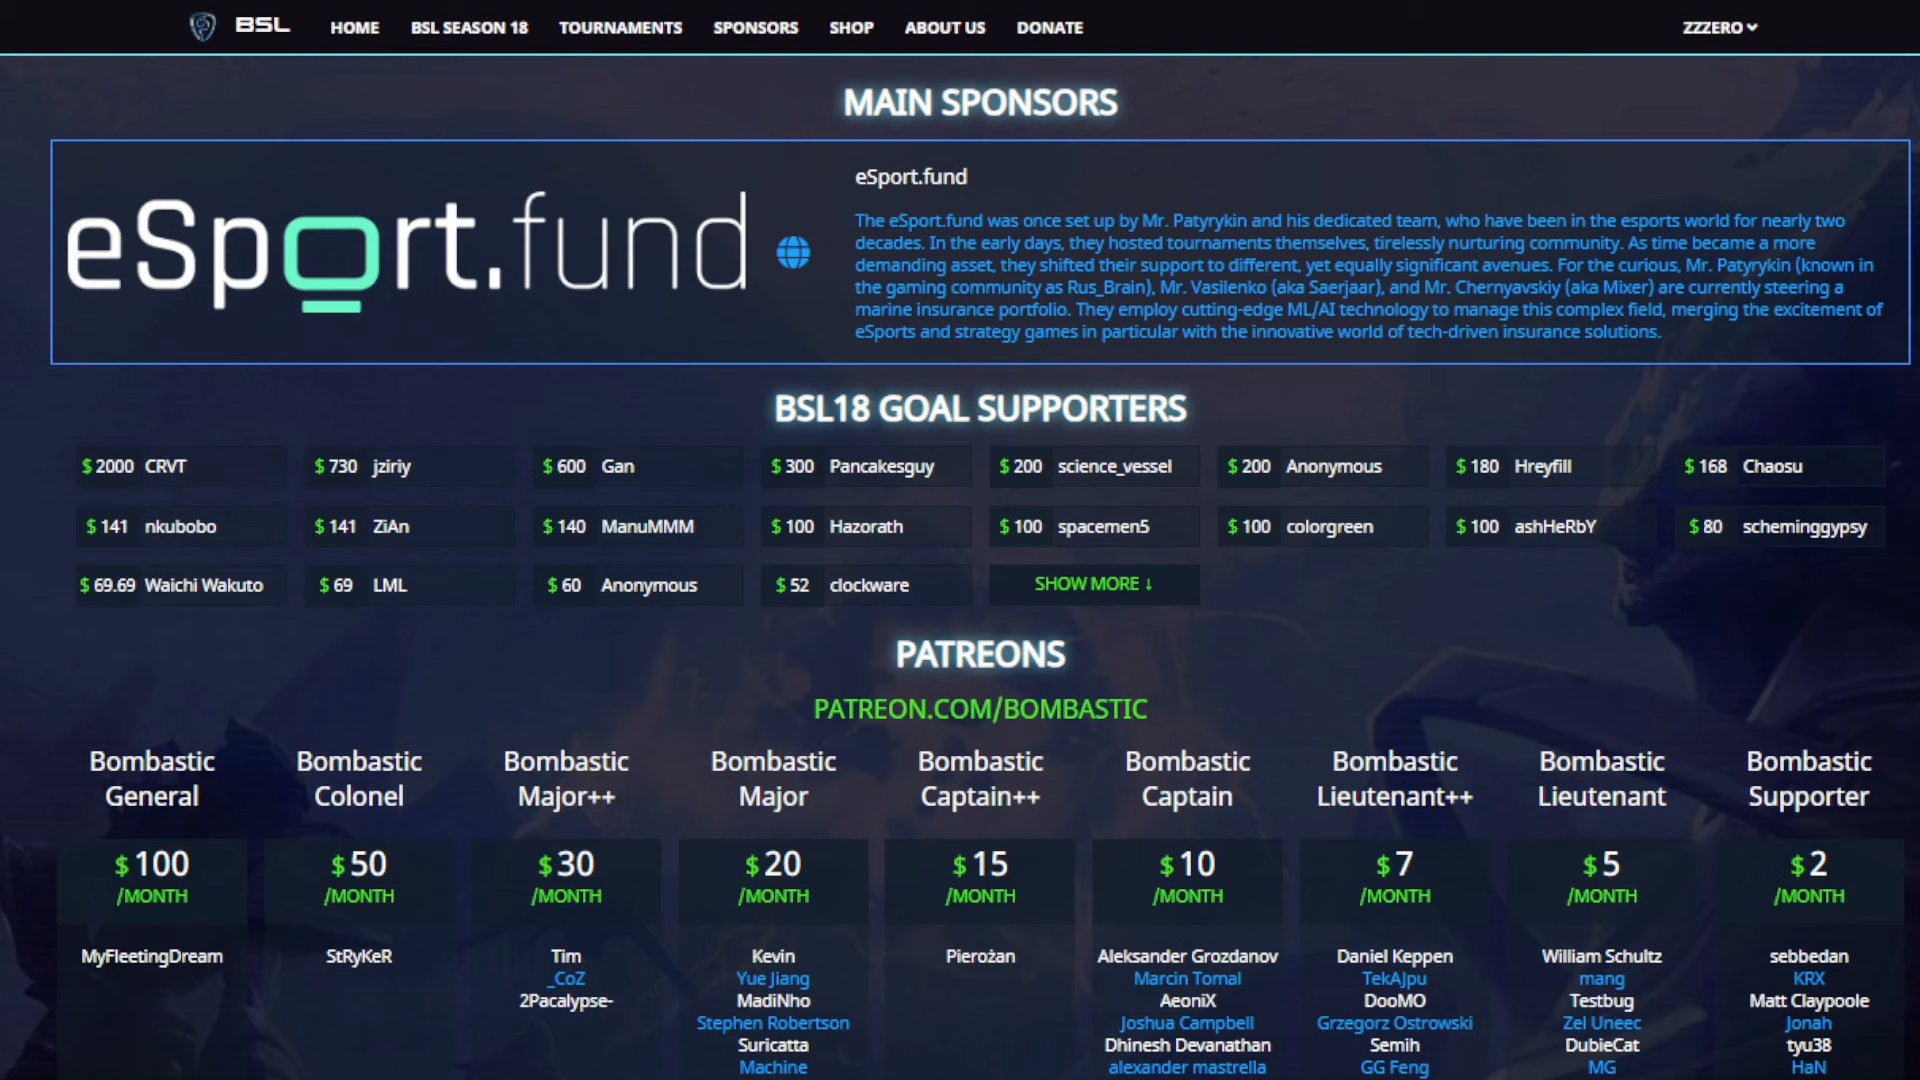 BSL HOME BSL SEASON 18 TOURNAMENTS SPONSORS SHOP ABOUT US DONATE ZZZERO
MAIN SPONSORS
eSport.fund
eSport.fund
The eSport.fund was once set up by Mr. Patyrykin and his dedicated team, who have been in the esports world for nearly two
decades. In the early days, they hosted tournaments themselves, tirelessly nurturing community. As time became a more
demanding asset, they shifted their support to different, yet equally significant avenues. For the curious, Mr. Patyrykin (known in
the gaming community as Rus_Brain), Mr. Vasilenko (aka Saerjaar), and Mr. Chernyavskiy (aka Mixer) are currently steering a
marine insurance portfolio. They employ cutting-edge ML/AI technology to manage this complex field, merging the excitement of
eSports and strategy games in particular with the innovative world of tech-driven insurance solutions.
BSL18 GOAL SUPPORTERS
$ 2000 CRVT $ 730 jziriy $ 600 Gan $ 300 Pancakesguy $ 200 science_vessel $ 200 Anonymous $ 180 Hreyfill $ 168 Chaosu
$ 141 nkubobo $ 141 ZiAn $ 140 ManuMMM $ 100 Hazorath $ 100 spacemen5 $ 100 colorgreen $ 100 ashHeRbY $ 80 scheminggypsy
$ 69.69 Waichi Wakuto $ 69 LML $ 60 Anonymous $ 52 clockware SHOW MORE ↓
PATREONS
PATREON.COM/BOMBASTIC
Bombastic Bombastic Bombastic Bombastic Bombastic Bombastic Bombastic Bombastic Bombastic
General Colonel Major++ Major Captain++ Captain Lieutenant++ Lieutenant Supporter
$ 100 $ 50 $ 30 $ 20 $ 15 $ 10 $ 7 $ 5 $ 2
/MONTH /MONTH /MONTH /MONTH /MONTH /MONTH /MONTH /MONTH /MONTH
MyFleetingDream StRyKeR Tim Kevin Pierożan Aleksander Grozdanov Daniel Keppen William Schultz sebbedan
_CoZ Yue Jiang Marcin Tomal TekAJpu mang KRX
2Pacalypse- MadiNho AeoniX DooMO Testbug Matt Claypoole
Stephen Robertson Joshua Campbell Grzegorz Ostrowski Zel Uneec Jonah
Suricatta Dhinesh Devanathan Semih DubieCat tyu38
Machine alexander mastrella GG Feng MG HaN